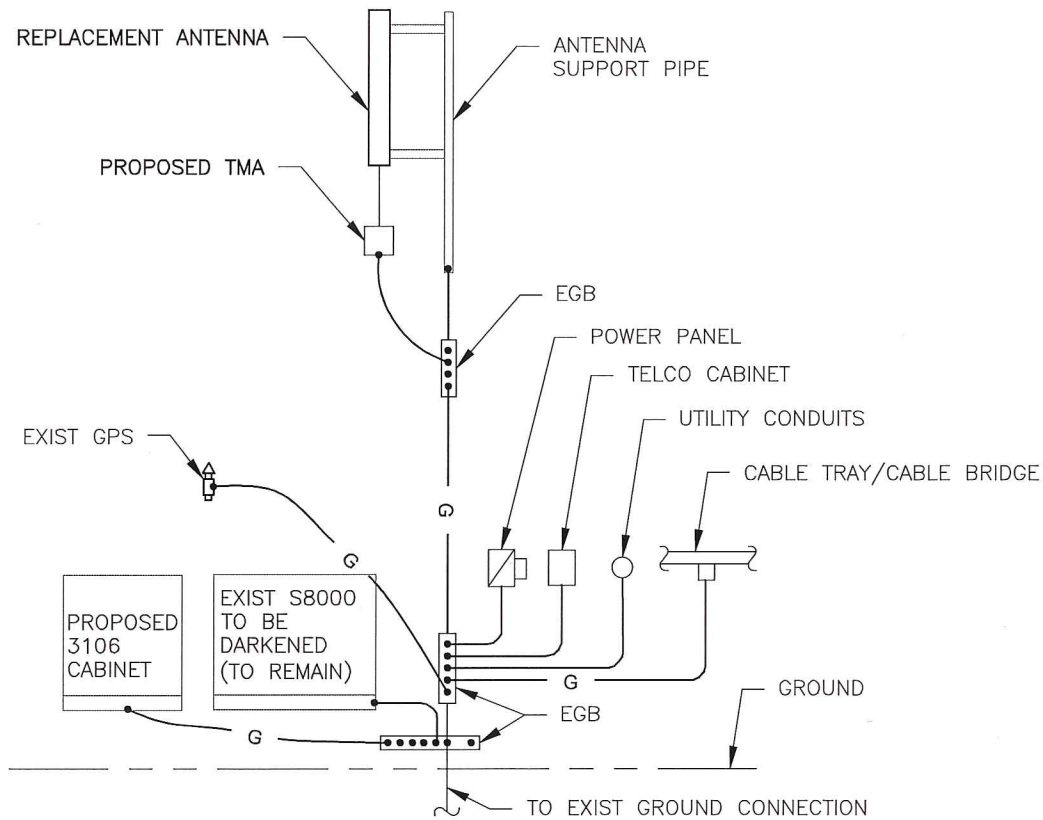 REPLACEMENT ANTENNA
ANTENNA
SUPPORT PIPE
PROPOSED TMA
EGB
POWER PANEL
TELCO CABINET
UTILITY CONDUITS
EXIST GPS
CABLE TRAY/CABLE BRIDGE
G
G
PROPOSED
3106
CABINET
EXIST S8000
TO BE
DARKENED
(TO REMAIN)
G
GROUND
EGB
G
TO EXIST GROUND CONNECTION